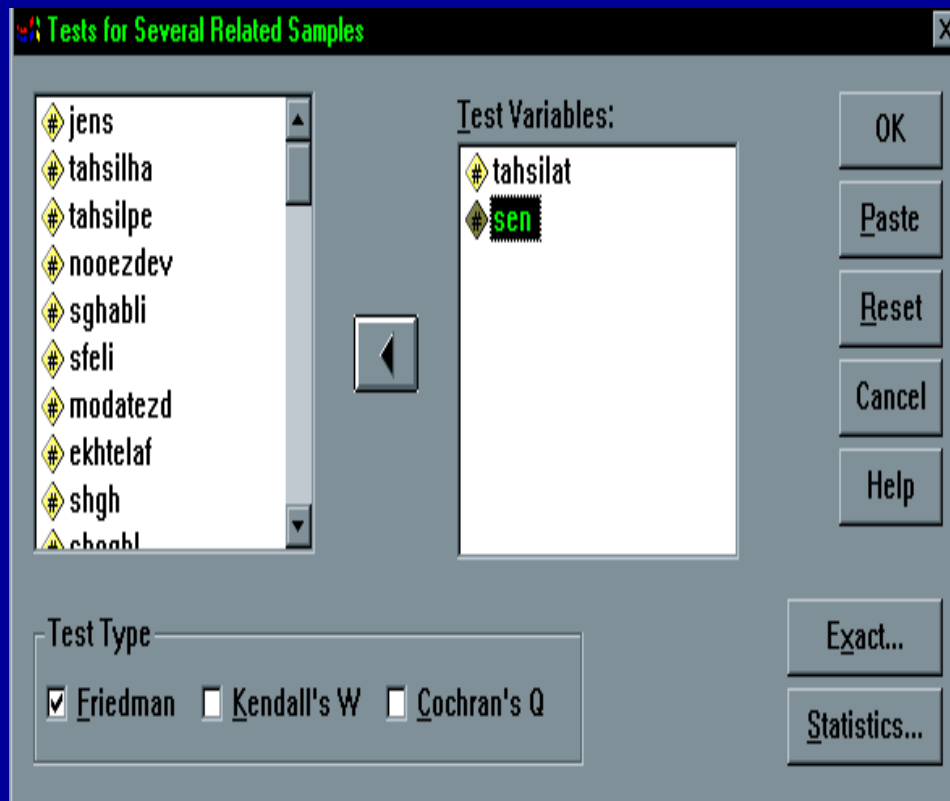 Tests for Several Related Samples
jens
tahsilha
tahsilpe
nooezdev
sghabli
sfeli
modatezd
ekhtelaf
shgh
Test Variables:
tahsilat
sen
OK
Paste
Reset
Cancel
Help
Test Type
Friedman Kendall's W Cochran's Q
Exact...
Statistics...